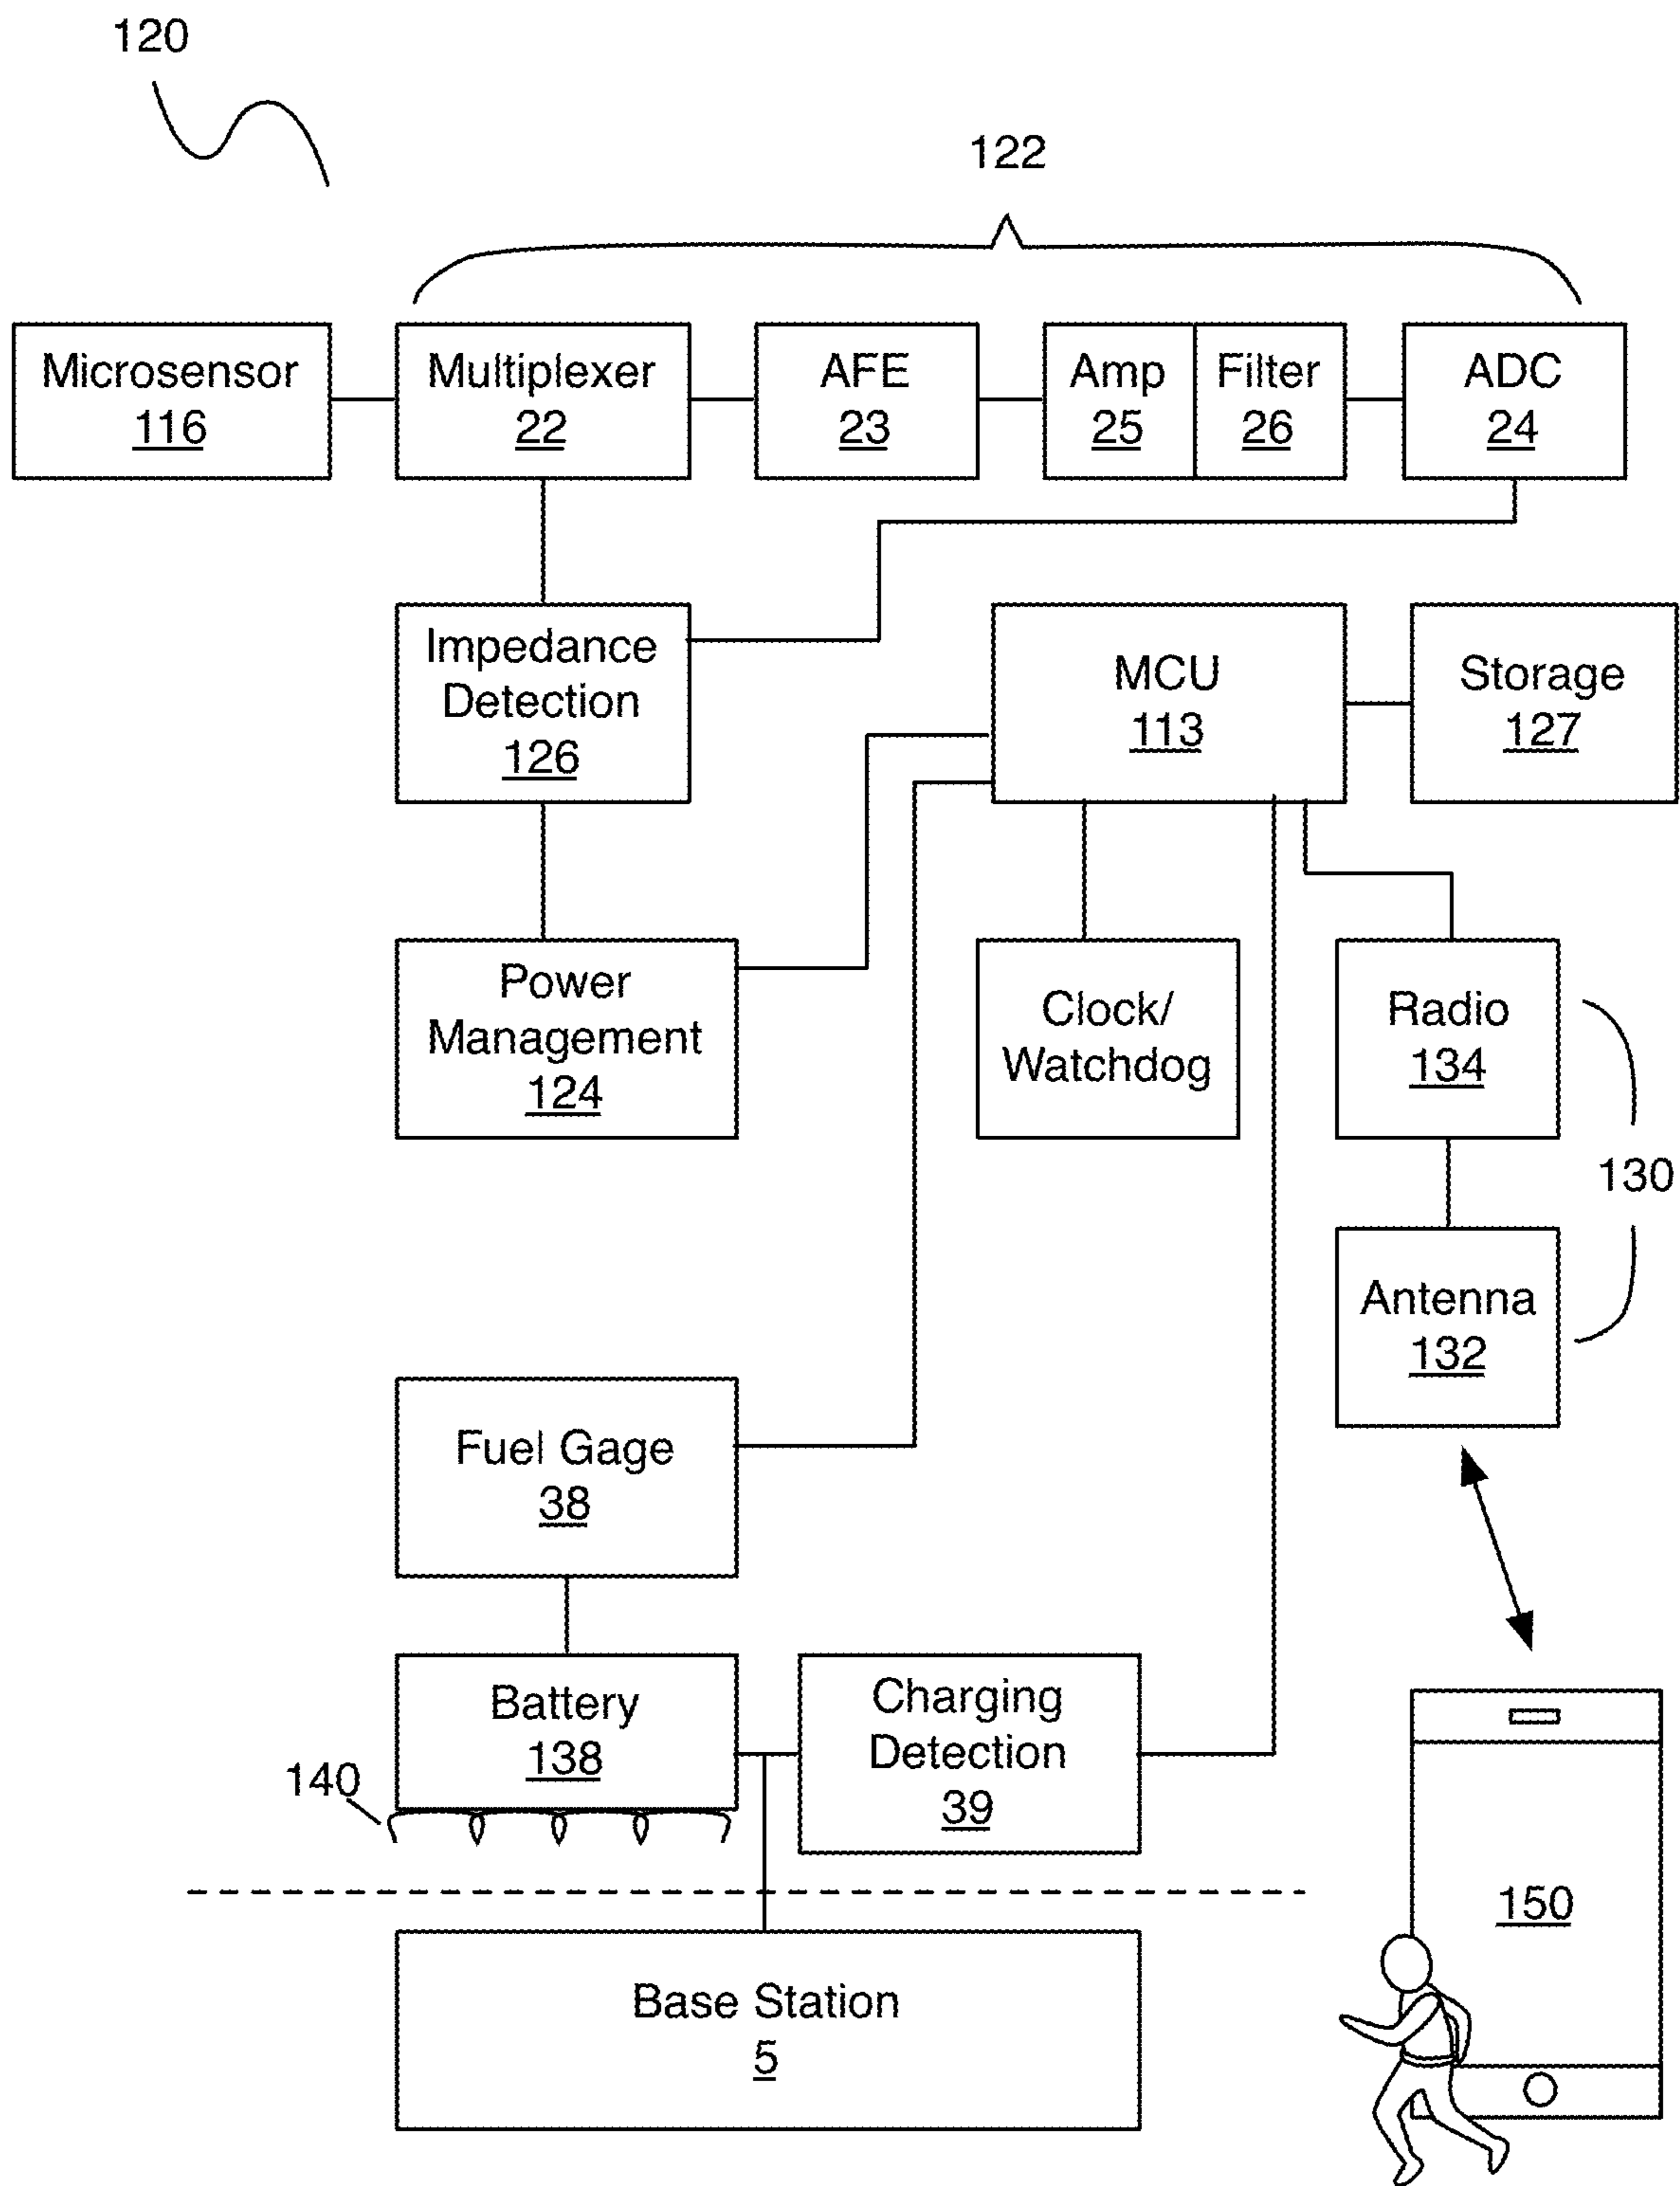 120
122
Microsensor
116
Multiplexer
22
AFE
23
Amp
25
Filter
26
ADC
24
Impedance
Detection
126
MCU
113
Storage
127
Power
Management
124
Clock/
Watchdog
Radio
134
130
Antenna
132
Fuel Gage
38
Battery
138
Charging
Detection
39
140
150
Base Station
5